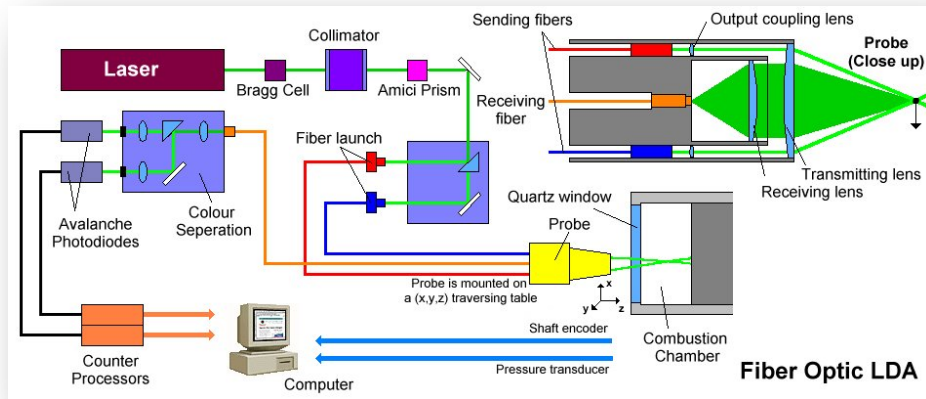 Laser
Bragg Cell
Collimator
Amici Prism
Sending fibers
Output coupling lens
Probe
(Close up)
Receiving
fiber
Transmitting lens
Receiving lens
Fiber launch
Avalanche
Photodiodes
Colour
Seperation
Quartz window
Probe
Probe is mounted on
a (x,y,z) traversing table
x
y
z
Combustion
Chamber
Shaft encoder
Pressure transducer
Counter
Processors
Computer
Fiber Optic LDA